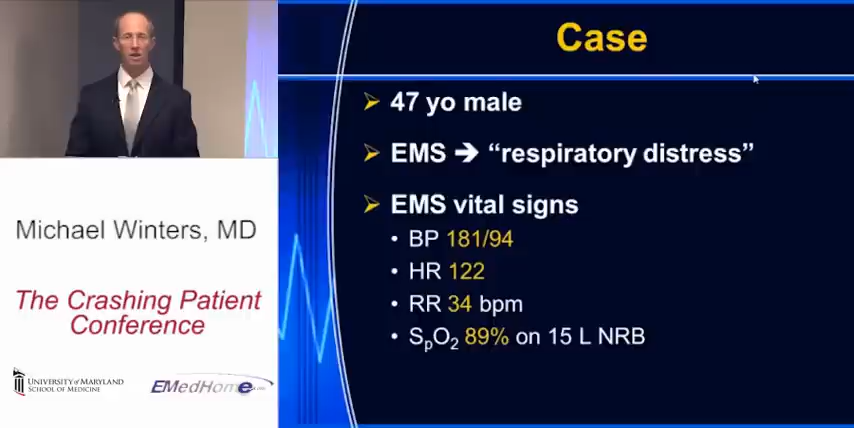 Case
➢ 47 yo male
➢ EMS ➔ “respiratory distress”
➢ EMS vital signs
• BP 181/94
• HR 122
• RR 34 bpm
• SpO2 89% on 15 L NRB
Michael Winters, MD
The Crashing Patient
Conference
UNIVERSITY of MARYLAND
SCHOOL OF MEDICINE
EMedHome